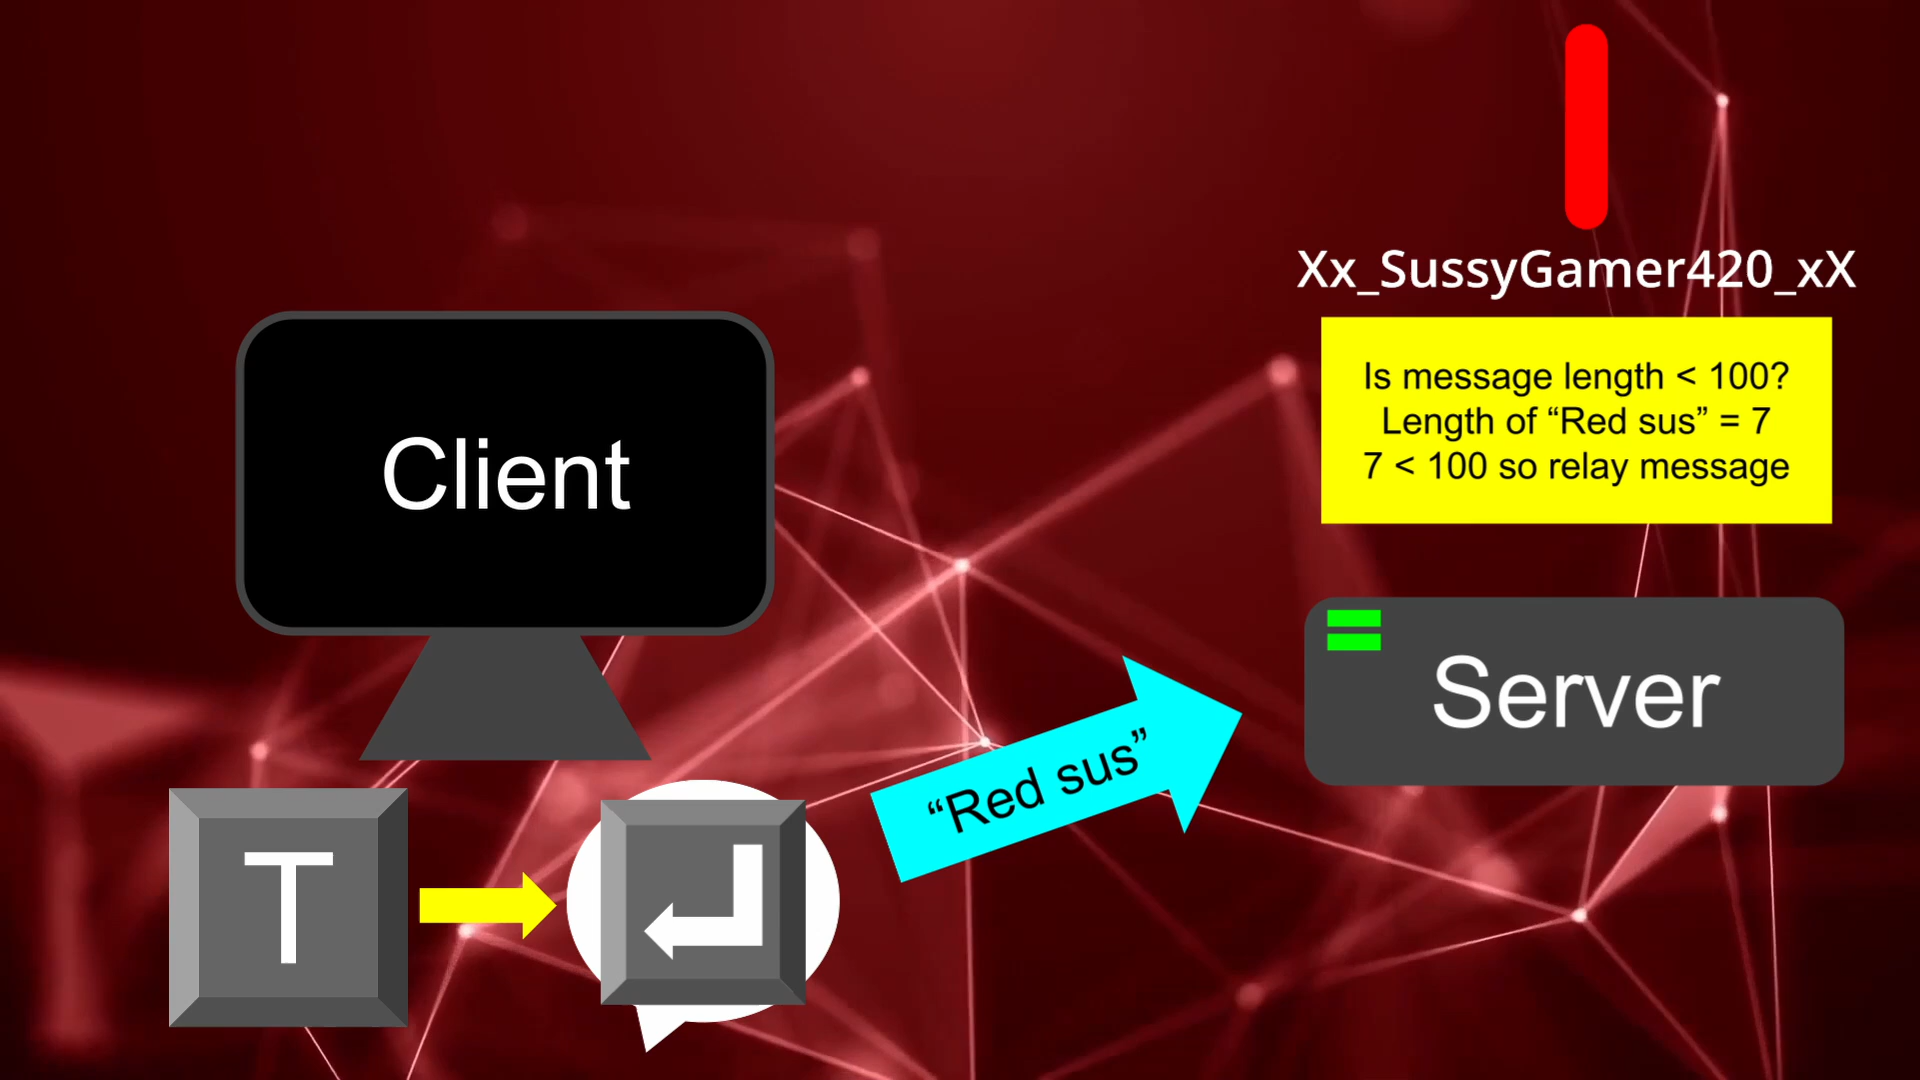 Xx_SussyGamer420_xX
Is message length < 100?
Length of “Red sus” = 7
7 < 100 so relay message
Client
Server
“Red sus”
T